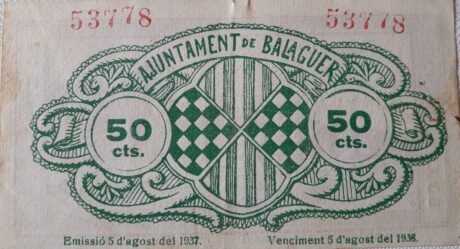 53778 53778
AJUNTAMENT DE BALAGUER
50 cts. 50 cts.
Emissió 5 d'agost del 1937. Venciment 5 d'agost del 1938.